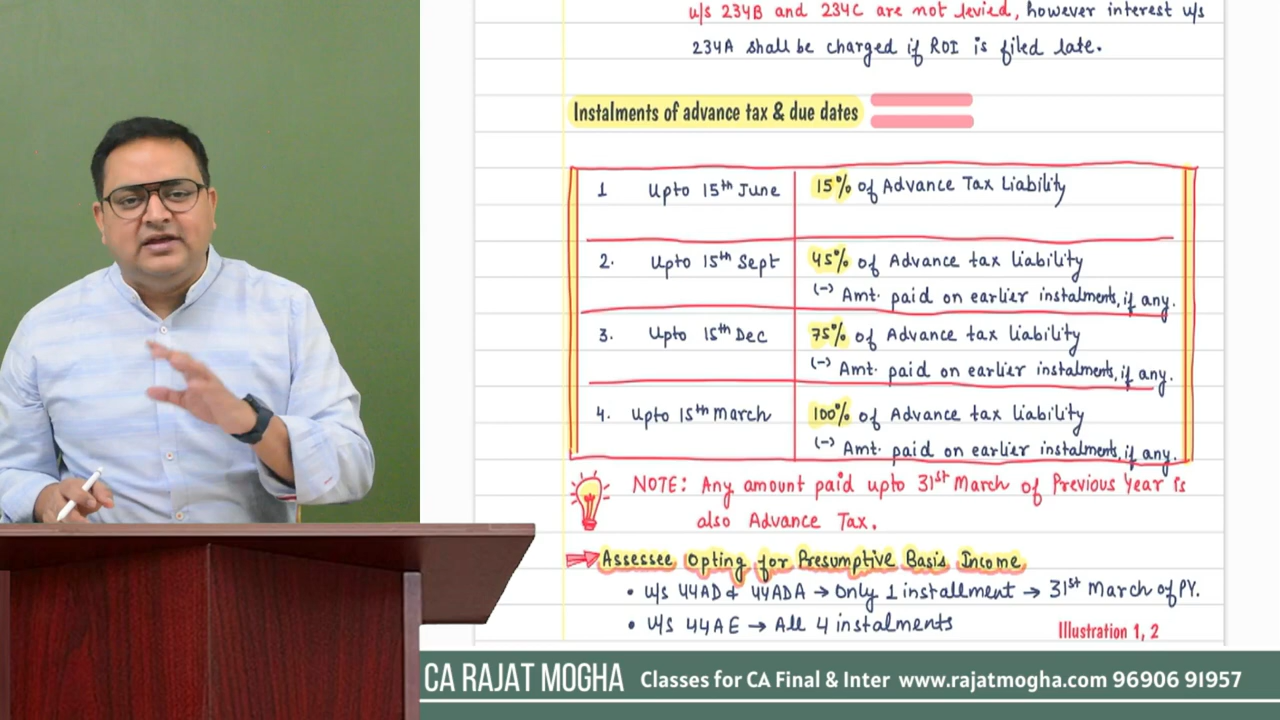 u/s 234B and 234C are not levied, however interest u/s
234A shall be charged if ROI is filed late.
Instalments of advance tax & due dates
1 Upto 15th June 15% of Advance Tax Liability
2. Upto 15th Sept 45% of Advance tax liability
(-) Amt. paid on earlier instalments, if any.
3. Upto 15th Dec 75% of Advance tax liability
(-) Amt. paid on earlier instalments, if any.
4. Upto 15th March 100% of Advance tax liability
(-) Amt. paid on earlier instalments, if any.
NOTE: Any amount paid upto 31st March of Previous Year is
also Advance Tax.
Assessee Opting for Presumptive Basis Income
• u/s 44AD & 44ADA → Only 1 installment → 31st March of PY.
• u/s 44AE → All 4 instalments
Illustration 1, 2
CA RAJAT MOGHA Classes for CA Final & Inter www.rajatmogha.com 96906 91957